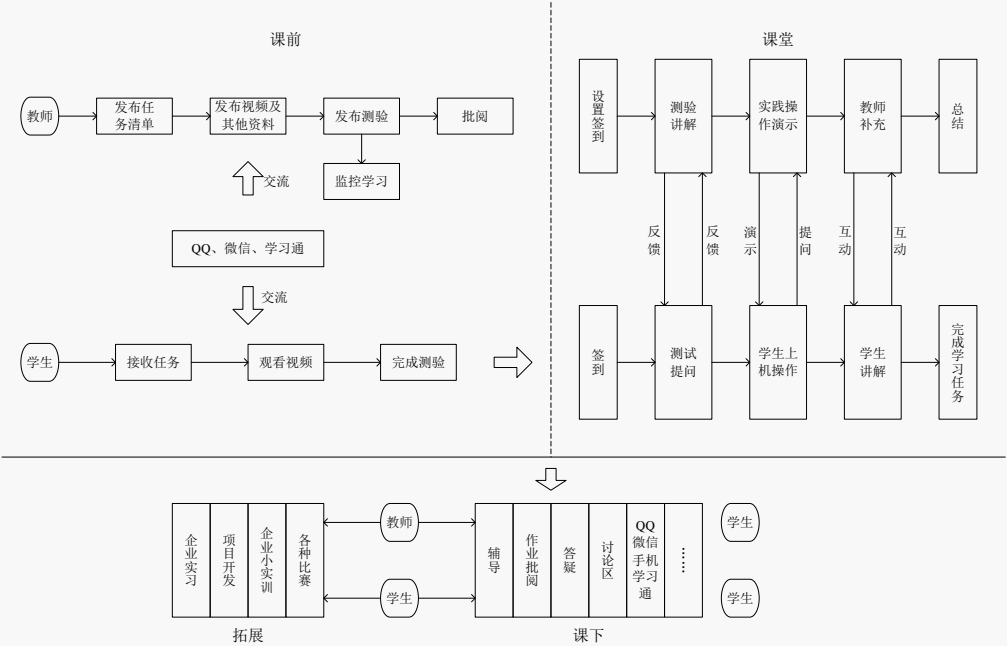 课前
教师
发布任
务清单
发布视频及
其他资料
发布测验
批阅
监控学习
交流
QQ、微信、学习通
交流
学生
接收任务
观看视频
完成测验
课堂
设置签到
测验
讲解
实践操
作演示
教师
补充
总结
反馈
反馈
演示
提问
互动
互动
签到
测试
提问
学生上
机操作
学生
讲解
完成学习任务
企业实习
项目开发
企业小实训
各种比赛
拓展
教师
学生
辅导
作业批阅
答疑
讨论区
QQ
微信
手机
学习
通
……
课下
学生
学生